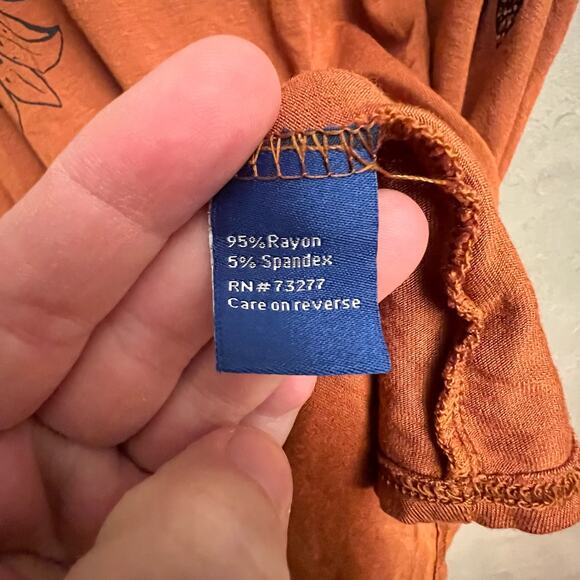 95% Rayon
5% Spandex
RN# 73277
Care on reverse